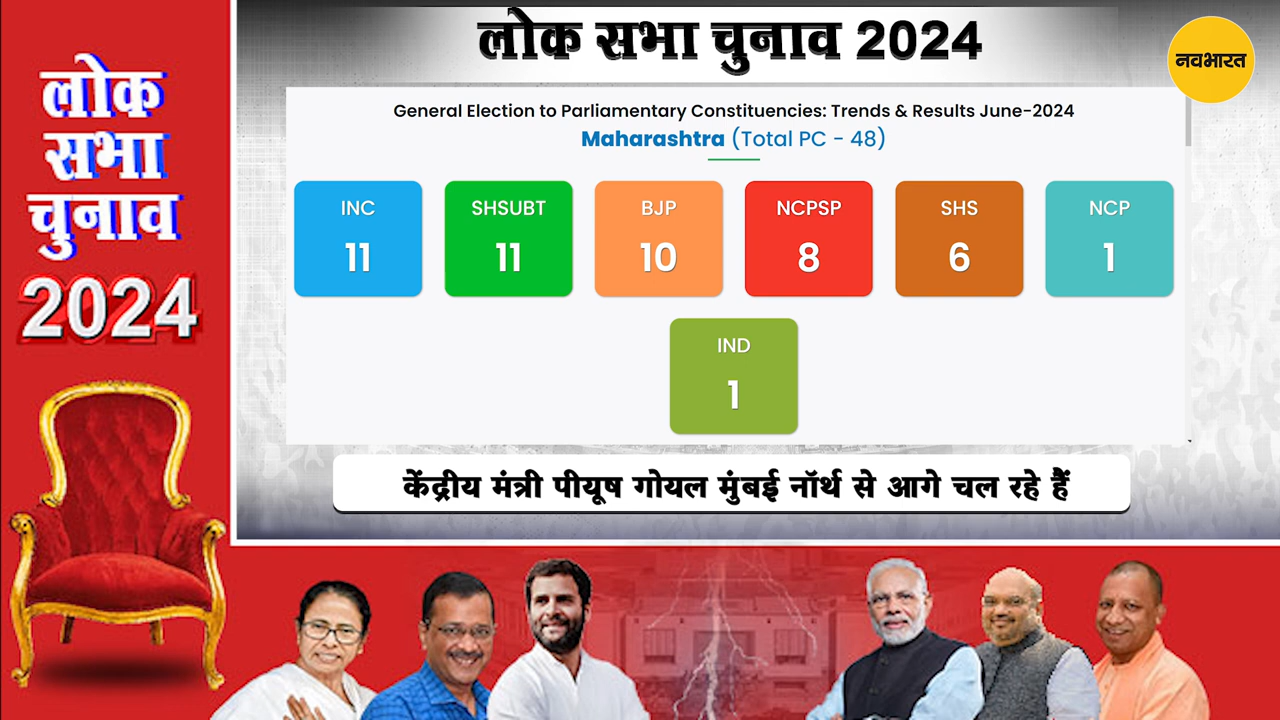 लोक सभा चुनाव 2024
नवभारत
लोक
सभा
चुनाव
2024
General Election to Parliamentary Constituencies: Trends & Results June-2024
Maharashtra (Total PC - 48)
INC
11
SHSUBT
11
BJP
10
NCPSP
8
SHS
6
NCP
1
IND
1
केंद्रीय मंत्री पीयूष गोयल मुंबई नॉर्थ से आगे चल रहे हैं